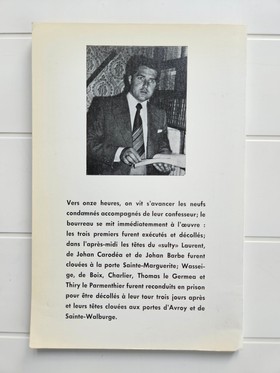 Vers onze heures, on vit s'avancer les neufs
condamnés accompagnés de leur confesseur; le
bourreau se mit immédiatement à l'œuvre :
les trois premiers furent exécutés et décollés;
dans l'après-midi les têtes du «sulty» Laurent,
de Johan Carodéa et de Johan Barbe furent
clouées à la porte Sainte-Marguerite; Wassei-
ge, de Boix, Charlier, Thomas le Germea et
Thiry le Parmenthier furent reconduits en prison
pour être décollés à leur tour trois jours après
et leurs têtes clouées aux portes d'Avroy et de
Sainte-Walburge.